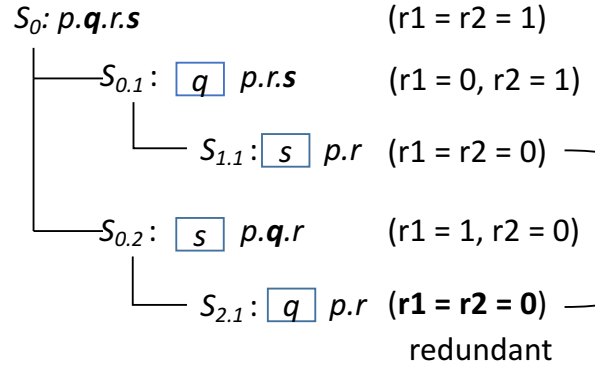 S0: p.q.r.s (r1 = r2 = 1)
S0.1: q p.r.s (r1 = 0, r2 = 1)
S1.1: s p.r (r1 = r2 = 0)
S0.2: s p.q.r (r1 = 1, r2 = 0)
S2.1: q p.r (r1 = r2 = 0)
redundant